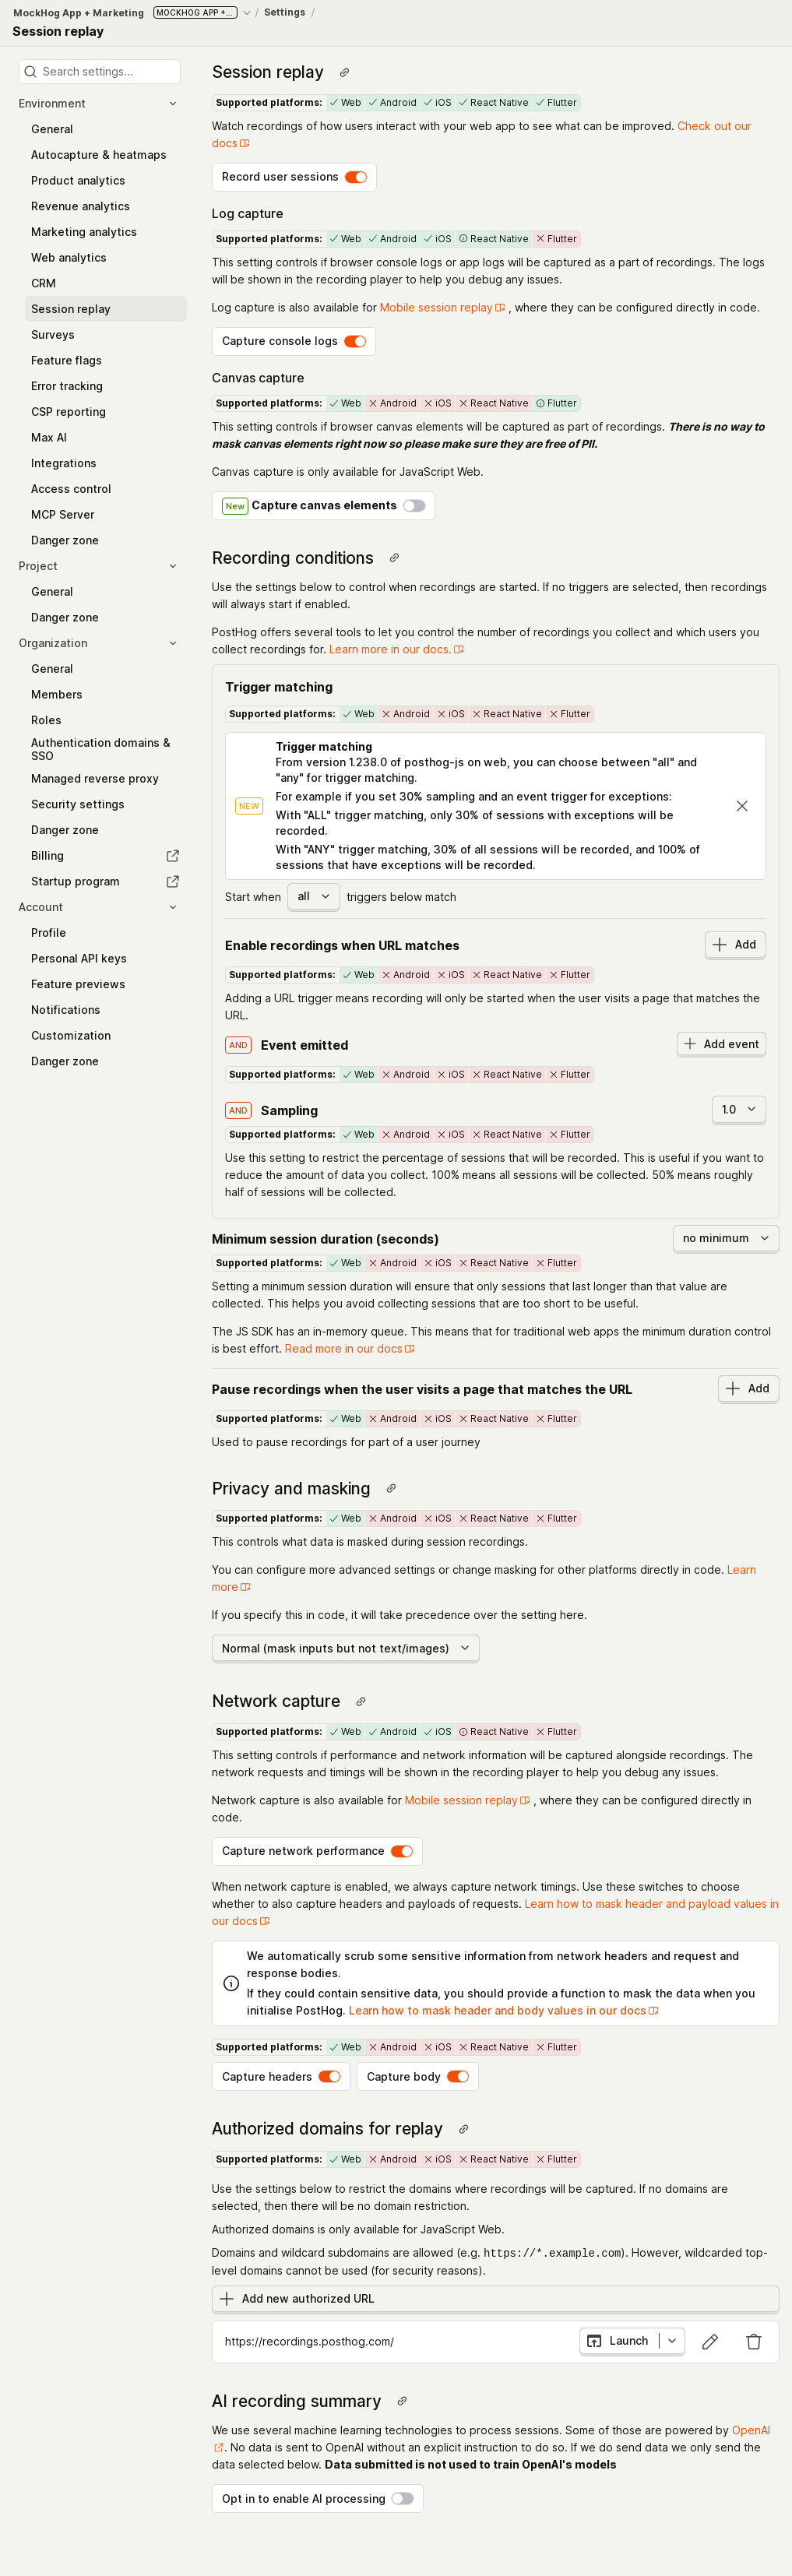 MockHog App + Marketing MOCKHOG APP +... / Settings /
Session replay
Search settings...
Environment
General
Autocapture & heatmaps
Product analytics
Revenue analytics
Marketing analytics
Web analytics
CRM
Session replay
Surveys
Feature flags
Error tracking
CSP reporting
Max AI
Integrations
Access control
MCP Server
Danger zone
Project
General
Danger zone
Organization
General
Members
Roles
Authentication domains &
SSO
Managed reverse proxy
Security settings
Danger zone
Billing
Startup program
Account
Profile
Personal API keys
Feature previews
Notifications
Customization
Danger zone
Session replay
Supported platforms: Web Android iOS React Native Flutter
Watch recordings of how users interact with your web app to see what can be improved. Check out our
docs
Record user sessions
Log capture
Supported platforms: Web Android iOS React Native Flutter
This setting controls if browser console logs or app logs will be captured as a part of recordings. The logs
will be shown in the recording player to help you debug any issues.
Log capture is also available for Mobile session replay , where they can be configured directly in code.
Capture console logs
Canvas capture
Supported platforms: Web Android iOS React Native Flutter
This setting controls if browser canvas elements will be captured as part of recordings. There is no way to
mask canvas elements right now so please make sure they are free of PII.
Canvas capture is only available for JavaScript Web.
New Capture canvas elements
Recording conditions
Use the settings below to control when recordings are started. If no triggers are selected, then recordings
will always start if enabled.
PostHog offers several tools to let you control the number of recordings you collect and which users you
collect recordings for. Learn more in our docs.
Trigger matching
Supported platforms: Web Android iOS React Native Flutter
NEW
Trigger matching
From version 1.238.0 of posthog-js on web, you can choose between "all" and
"any" for trigger matching.
For example if you set 30% sampling and an event trigger for exceptions:
With "ALL" trigger matching, only 30% of sessions with exceptions will be
recorded.
With "ANY" trigger matching, 30% of all sessions will be recorded, and 100% of
sessions that have exceptions will be recorded.
Start when all triggers below match
Enable recordings when URL matches Add
Supported platforms: Web Android iOS React Native Flutter
Adding a URL trigger means recording will only be started when the user visits a page that matches the
URL.
AND Event emitted Add event
Supported platforms: Web Android iOS React Native Flutter
AND Sampling 1.0
Supported platforms: Web Android iOS React Native Flutter
Use this setting to restrict the percentage of sessions that will be recorded. This is useful if you want to
reduce the amount of data you collect. 100% means all sessions will be collected. 50% means roughly
half of sessions will be collected.
Minimum session duration (seconds) no minimum
Supported platforms: Web Android iOS React Native Flutter
Setting a minimum session duration will ensure that only sessions that last longer than that value are
collected. This helps you avoid collecting sessions that are too short to be useful.
The JS SDK has an in-memory queue. This means that for traditional web apps the minimum duration control
is best effort. Read more in our docs
Pause recordings when the user visits a page that matches the URL Add
Supported platforms: Web Android iOS React Native Flutter
Used to pause recordings for part of a user journey
Privacy and masking
Supported platforms: Web Android iOS React Native Flutter
This controls what data is masked during session recordings.
You can configure more advanced settings or change masking for other platforms directly in code. Learn
more
If you specify this in code, it will take precedence over the setting here.
Normal (mask inputs but not text/images)
Network capture
Supported platforms: Web Android iOS React Native Flutter
This setting controls if performance and network information will be captured alongside recordings. The
network requests and timings will be shown in the recording player to help you debug any issues.
Network capture is also available for Mobile session replay , where they can be configured directly in
code.
Capture network performance
When network capture is enabled, we always capture network timings. Use these switches to choose
whether to also capture headers and payloads of requests. Learn how to mask header and payload values in
our docs
We automatically scrub some sensitive information from network headers and request and
response bodies.
If they could contain sensitive data, you should provide a function to mask the data when you
initialise PostHog. Learn how to mask header and body values in our docs
Supported platforms: Web Android iOS React Native Flutter
Capture headers Capture body
Authorized domains for replay
Supported platforms: Web Android iOS React Native Flutter
Use the settings below to restrict the domains where recordings will be captured. If no domains are
selected, then there will be no domain restriction.
Authorized domains is only available for JavaScript Web.
Domains and wildcard subdomains are allowed (e.g. https://*.example.com). However, wildcarded top-
level domains cannot be used (for security reasons).
Add new authorized URL
https://recordings.posthog.com/ Launch
AI recording summary
We use several machine learning technologies to process sessions. Some of those are powered by OpenAI
. No data is sent to OpenAI without an explicit instruction to do so. If we do send data we only send the
data selected below. Data submitted is not used to train OpenAI's models
Opt in to enable AI processing